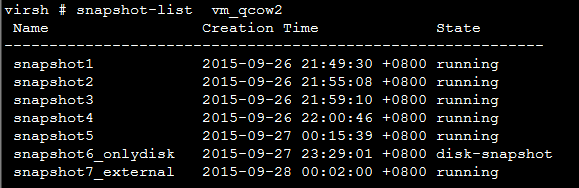 virsh # snapshot-list  vm_qcow2
 Name                 Creation Time             State
------------------------------------------------------------
 snapshot1            2015-09-26 21:49:30 +0800 running
 snapshot2            2015-09-26 21:55:08 +0800 running
 snapshot3            2015-09-26 21:59:10 +0800 running
 snapshot4            2015-09-26 22:00:46 +0800 running
 snapshot5            2015-09-27 00:15:39 +0800 running
 snapshot6_onlydisk   2015-09-27 23:29:01 +0800 disk-snapshot
 snapshot7_external   2015-09-28 00:02:00 +0800 running